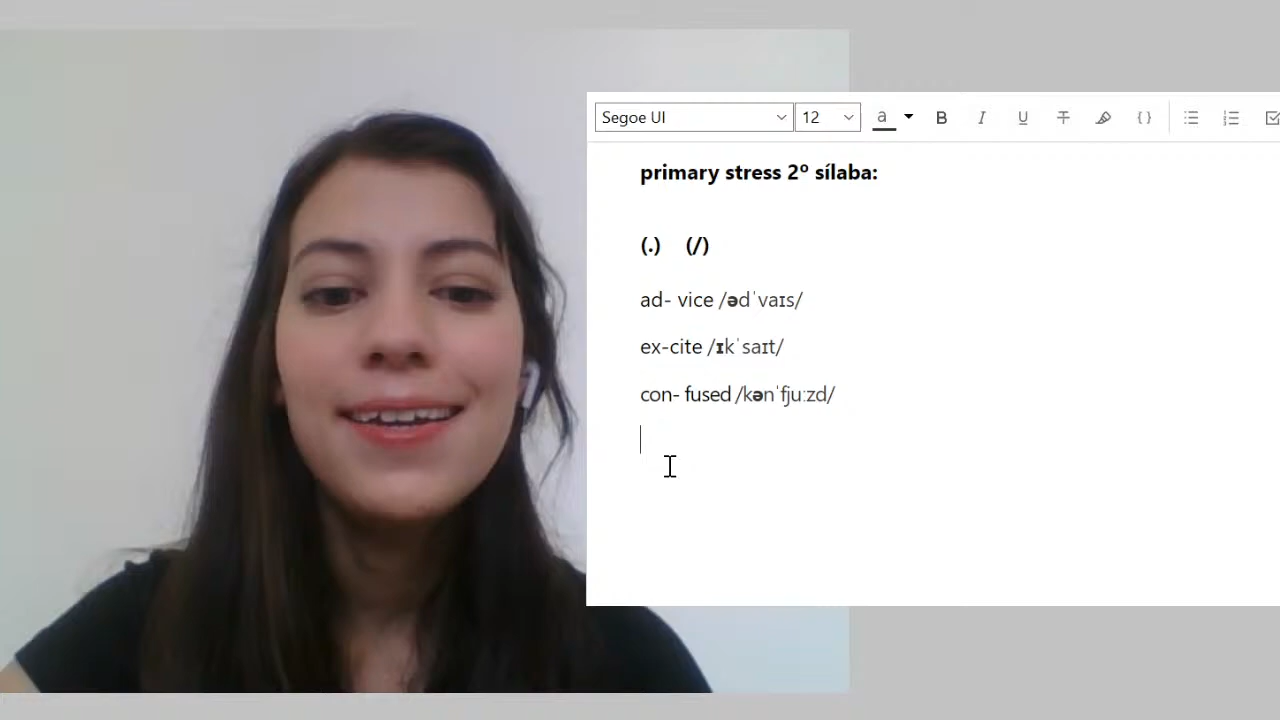 Segoe UI 12 a B I U T { }
primary stress 2º sílaba:
(.) (/)
ad- vice /ədˈvaɪs/
ex-cite /ɪkˈsaɪt/
con- fused /kənˈfjuːzd/